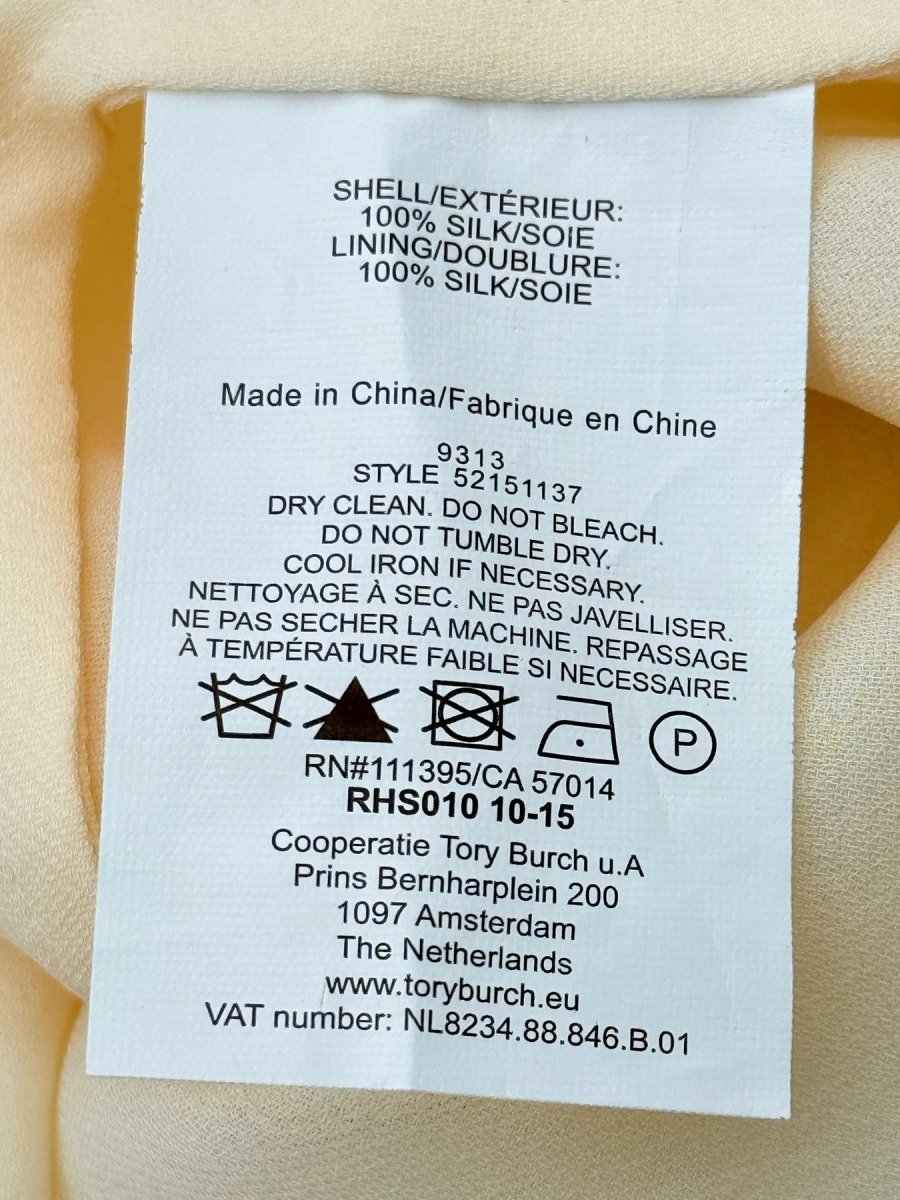 SHELL/EXTÉRIEUR:
100% SILK/SOIE
LINING/DOUBLURE:
100% SILK/SOIE
Made in China/Fabrique en Chine
9313
STYLE 52151137
DRY CLEAN. DO NOT BLEACH.
DO NOT TUMBLE DRY.
COOL IRON IF NECESSARY.
NETTOYAGE À SEC. NE PAS JAVELLISER.
NE PAS SECHER LA MACHINE. REPASSAGE
À TEMPÉRATURE FAIBLE SI NECESSAIRE.
P
RN#111395/CA 57014
RHS010 10-15
Cooperatie Tory Burch u.A
Prins Bernharplein 200
1097 Amsterdam
The Netherlands
www.toryburch.eu
VAT number: NL8234.88.846.B.01